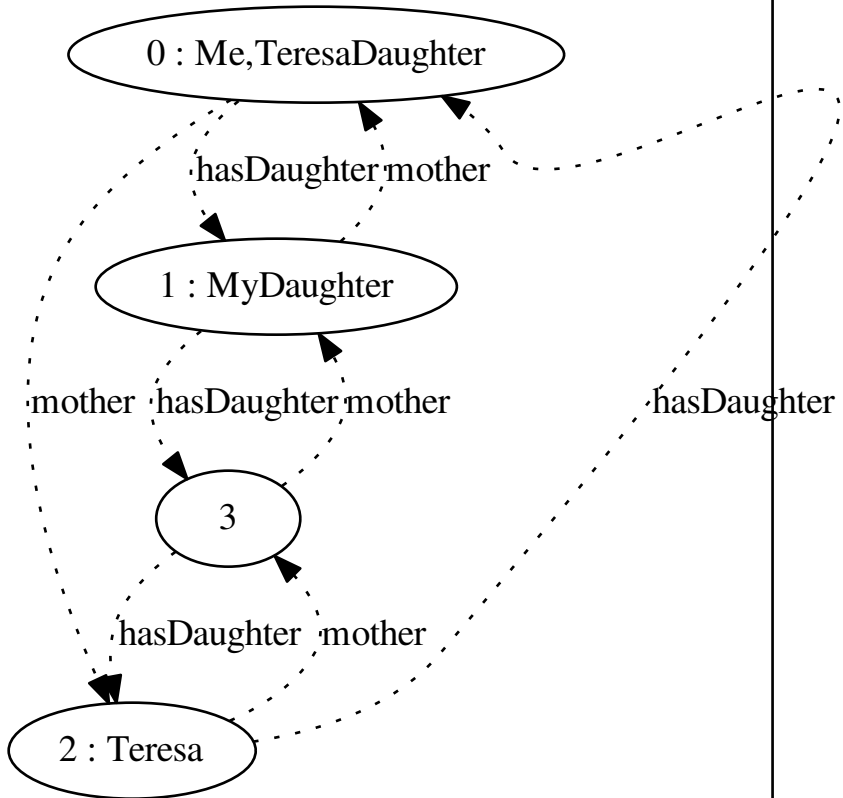 0 : Me,TeresaDaughter
hasDaughter mother
1 : MyDaughter
mother hasDaughter mother hasDaughter
3
hasDaughter mother
2 : Teresa